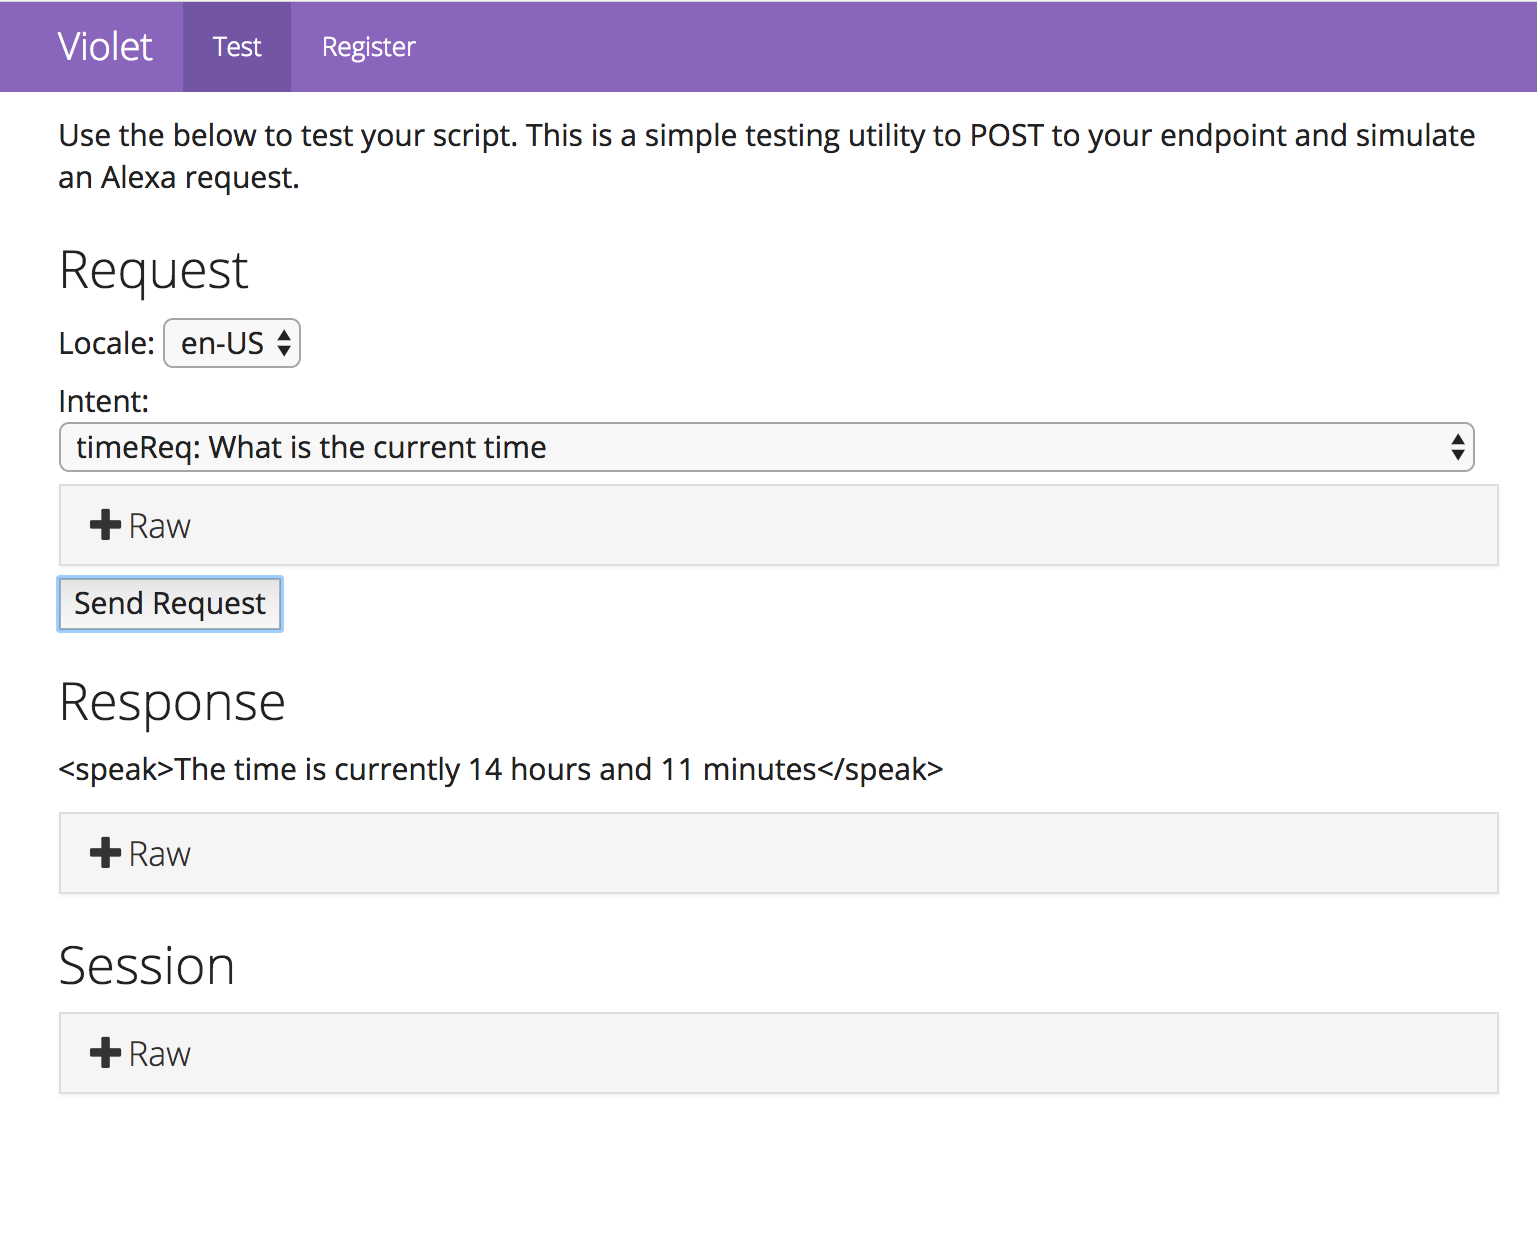 Violet Test Register
Use the below to test your script. This is a simple testing utility to POST to your endpoint and simulate
an Alexa request.
Request
Locale: en-US
Intent:
timeReq: What is the current time
Raw
Send Request
Response
<speak>The time is currently 14 hours and 11 minutes</speak>
Raw
Session
Raw